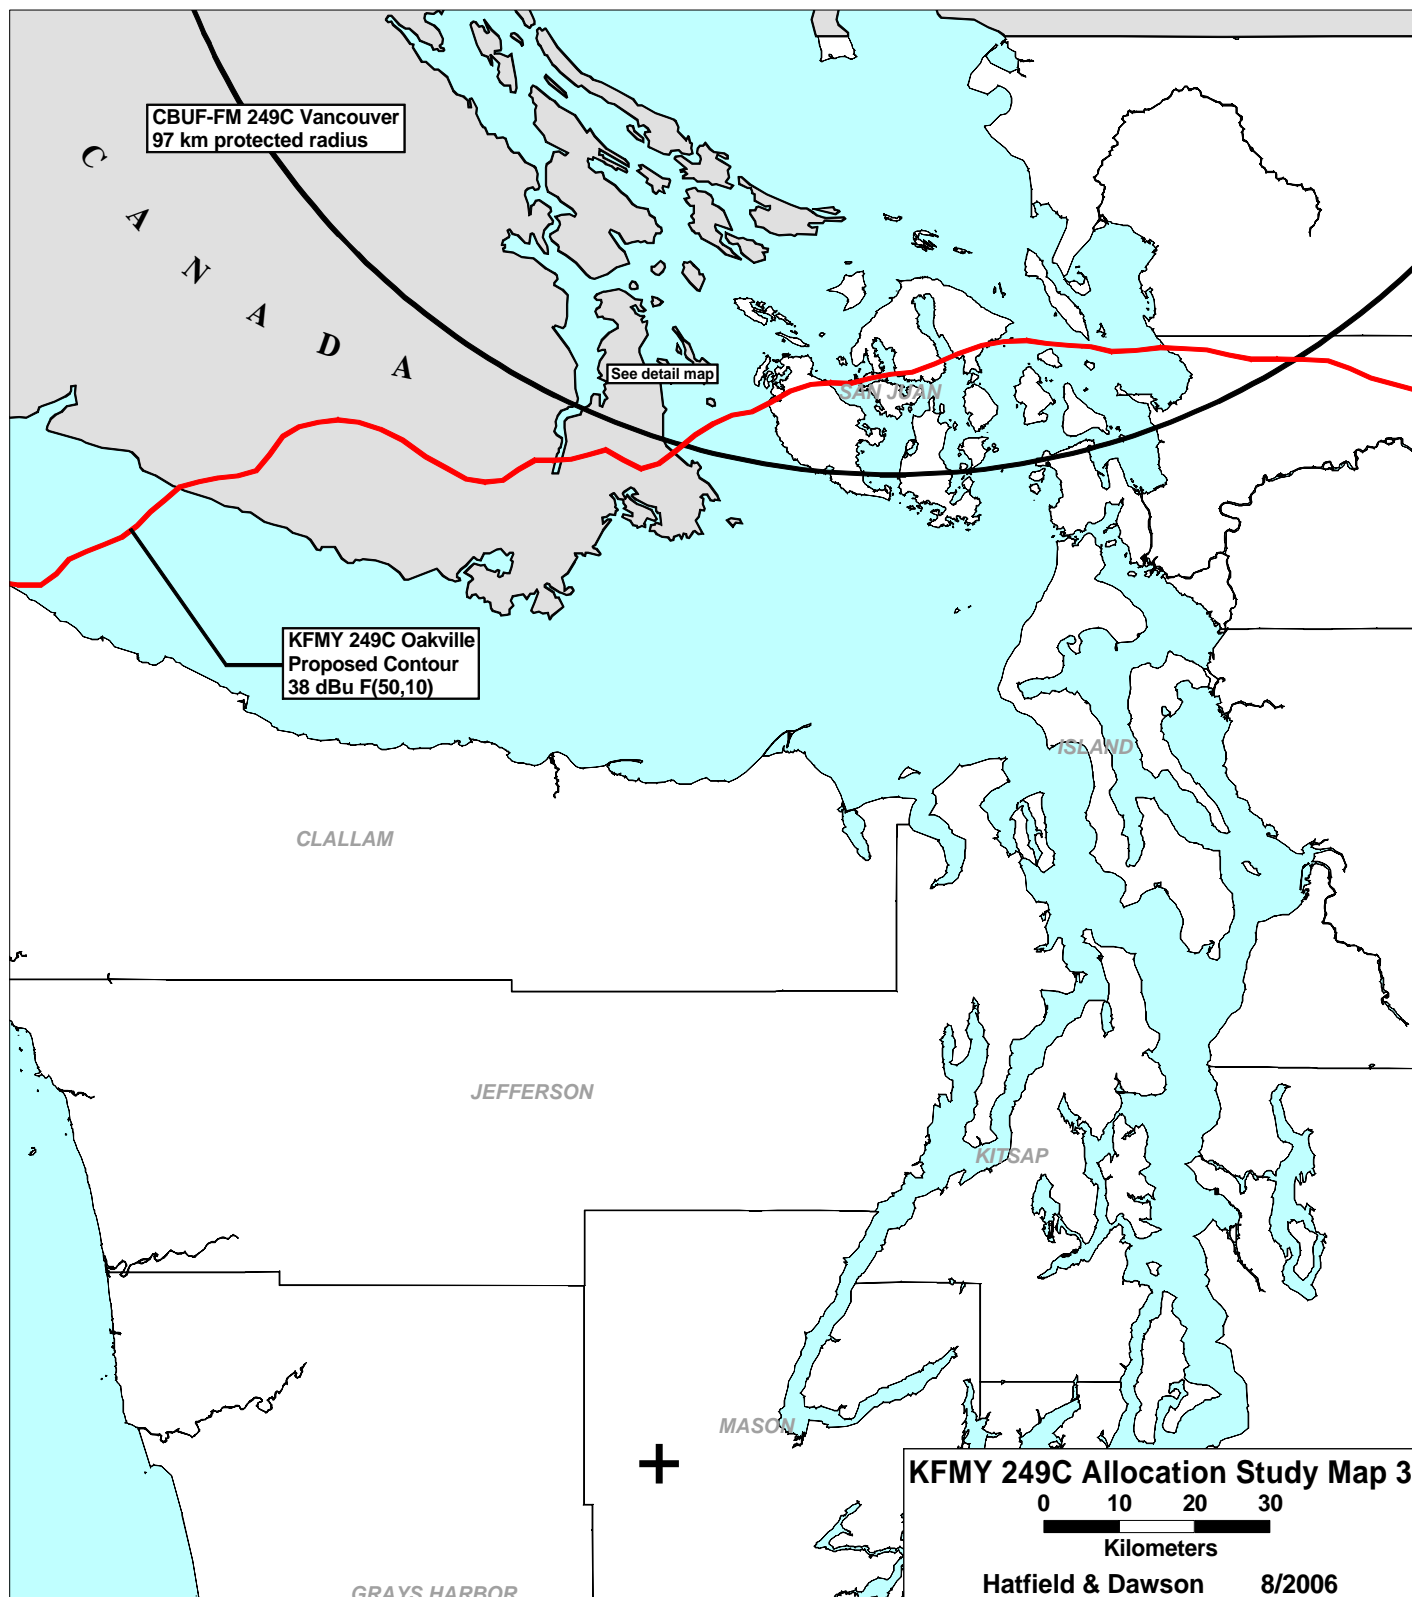 CBUF-FM 249C Vancouver
97 km protected radius
CANADA
See detail map
SAN JUAN
KFMY 249C Oakville
Proposed Contour
38 dBu F(50,10)
ISLAND
CLALLAM
JEFFERSON
KITSAP
MASON
KFMY 249C Allocation Study Map 3
0 10 20 30
Kilometers
Hatfield & Dawson 8/2006
GRAYS HARBOR